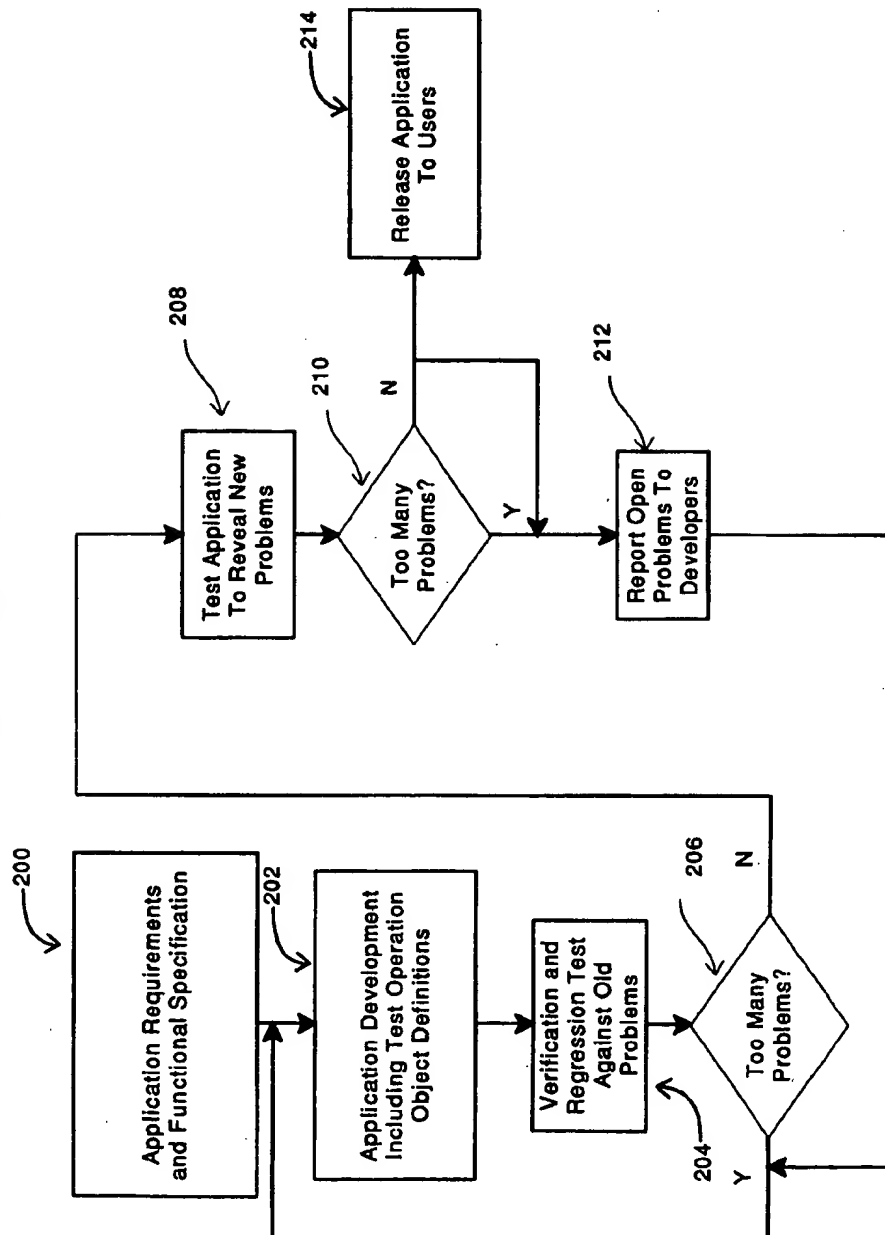 200
Application Requirements
and Functional Specification
202
Application Development
Including Test Operation
Object Definitions
Verification and
Regression Test
Against Old
Problems
204
206
Too Many
Problems?
Y
N
208
Test Application
To Reveal New
Problems
210
Too Many
Problems?
N
Y
212
Report Open
Problems To
Developers
214
Release Application
To Users